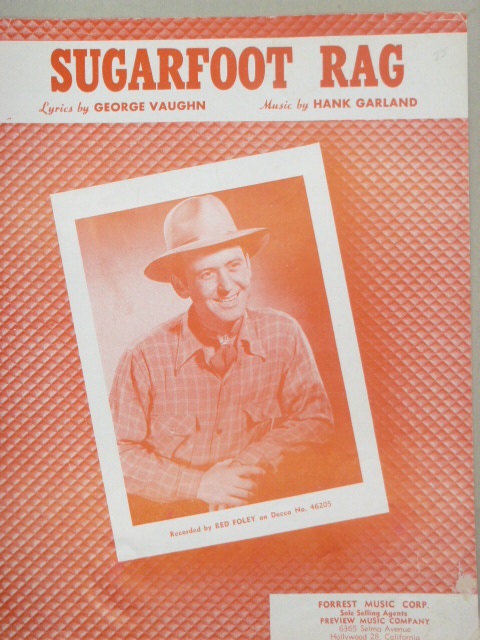 SUGARFOOT RAG
Lyrics by GEORGE VAUGHN Music by HANK GARLAND
Recorded by RED FOLEY on Decca No. 46205
FORREST MUSIC CORP.
Sole Selling Agents
PREVIEW MUSIC COMPANY
6365 Selma Avenue
Hollywood 28, California